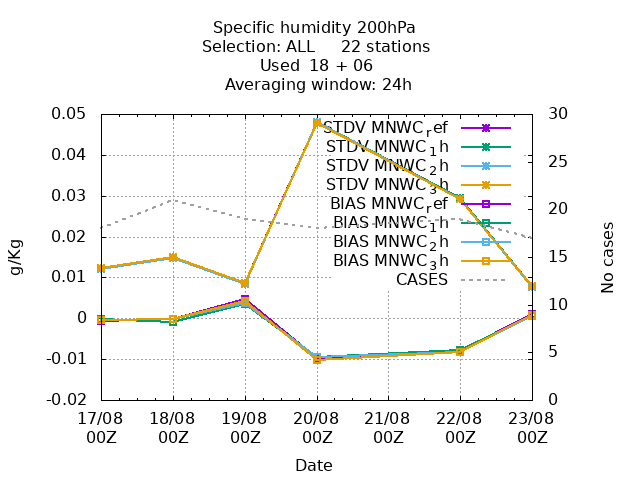 Specific humidity 200hPa
Selection: ALL 22 stations
Used 18 + 06
Averaging window: 24h
0.05
0.04
0.03
0.02
0.01
0
-0.01
-0.02
g/Kg
30
25
20
15
10
5
0
No cases
STDV MNWC_ref
STDV MNWC_1h
STDV MNWC_2h
STDV MNWC_3h
BIAS MNWC_ref
BIAS MNWC_1h
BIAS MNWC_2h
BIAS MNWC_3h
CASES
17/08 18/08 19/08 20/08 21/08 22/08 23/08
00Z 00Z 00Z 00Z 00Z 00Z 00Z
Date